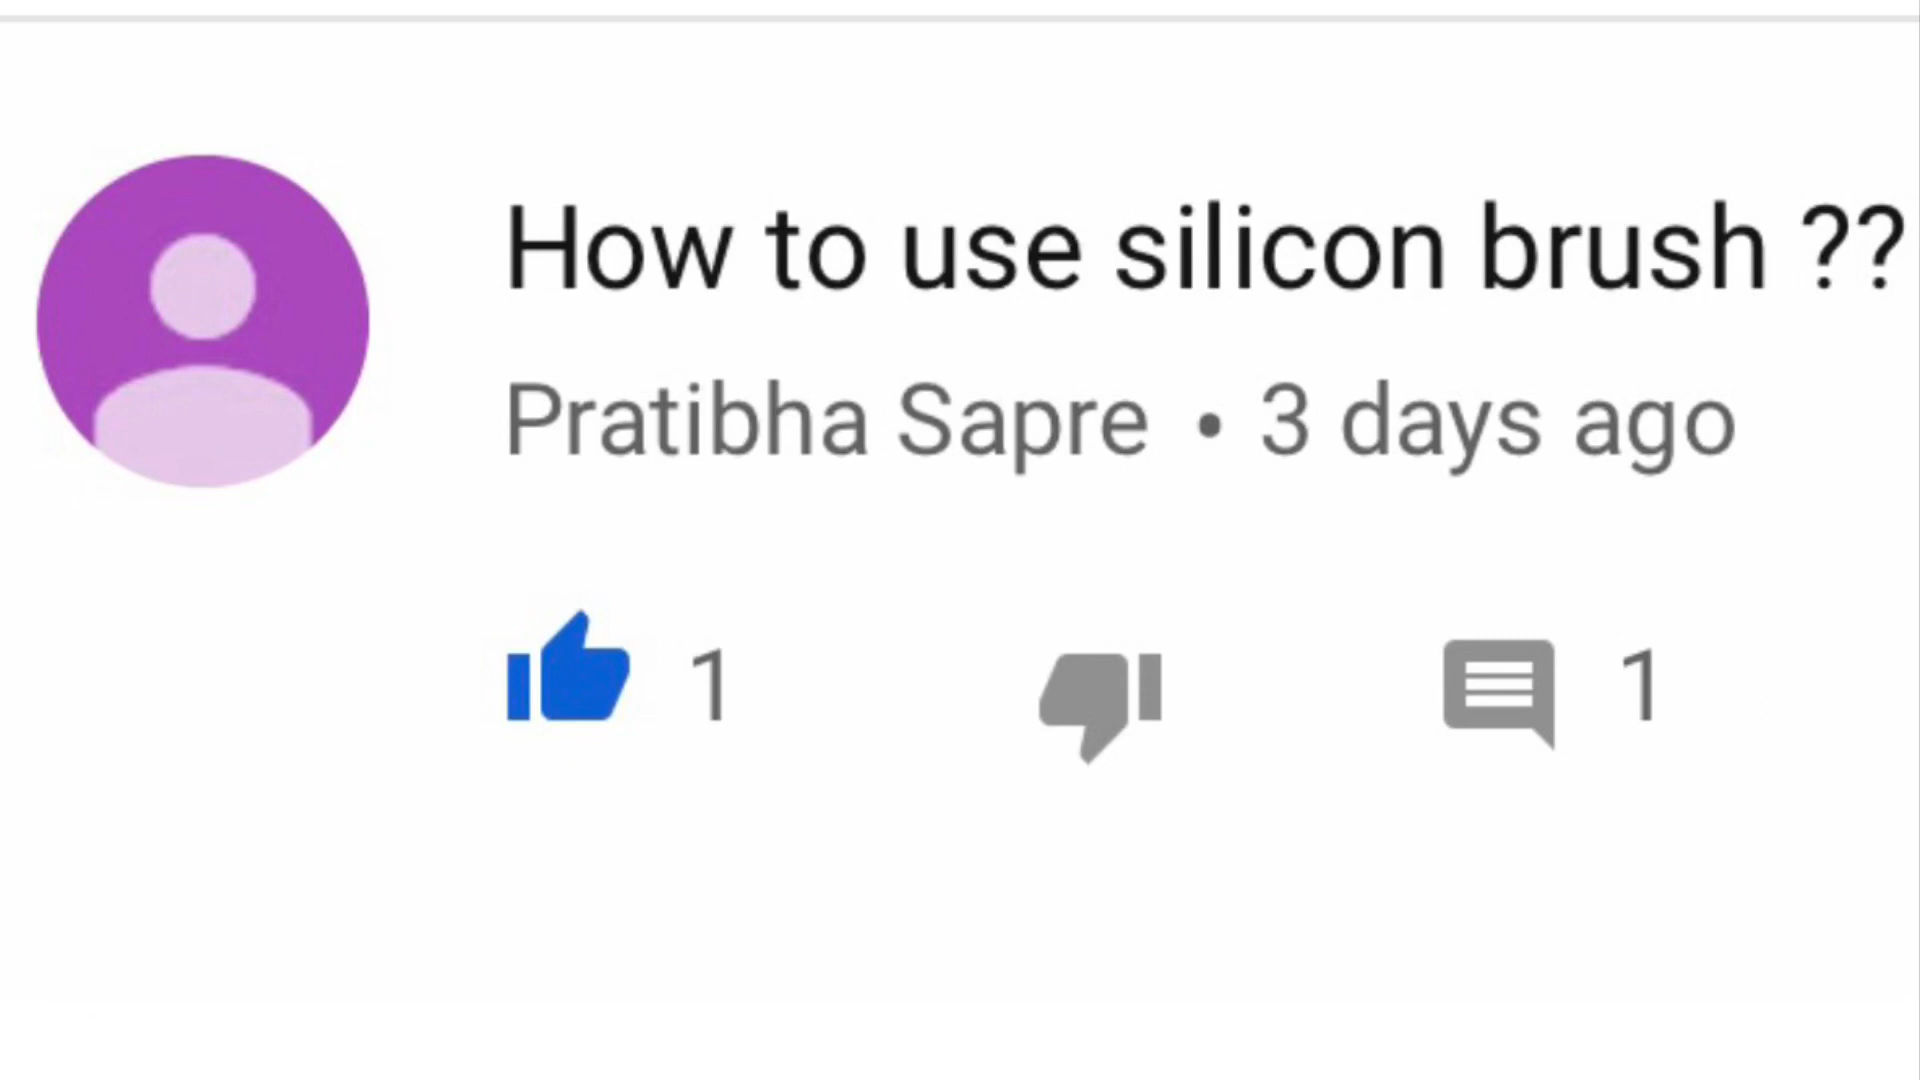 How to use silicon brush ??
Pratibha Sapre • 3 days ago
1 1